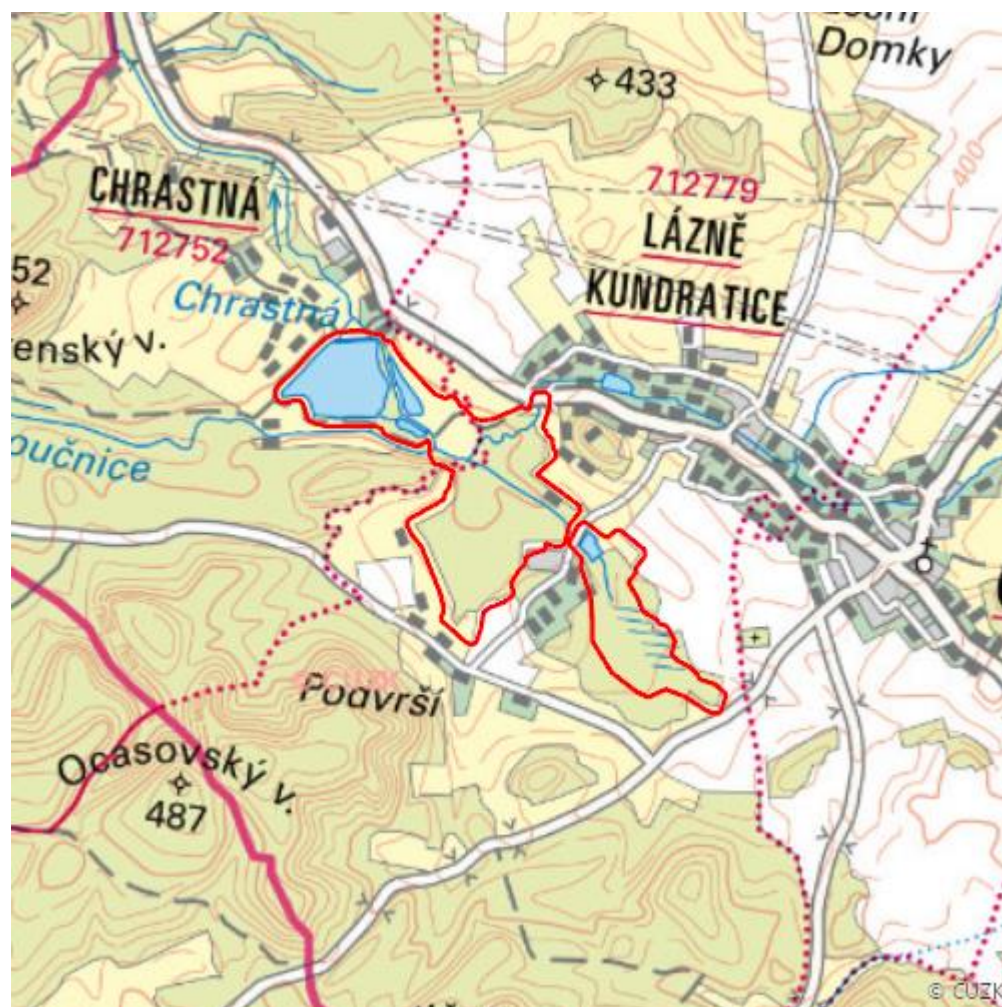 Domky
433
CHRASTNÁ
712752
712779
LÁZNĚ
KUNDRATICE
400
52
Chrastná
enský v.
oučnice
Podvrší
Ocasovský v.
487
© ČÚZK